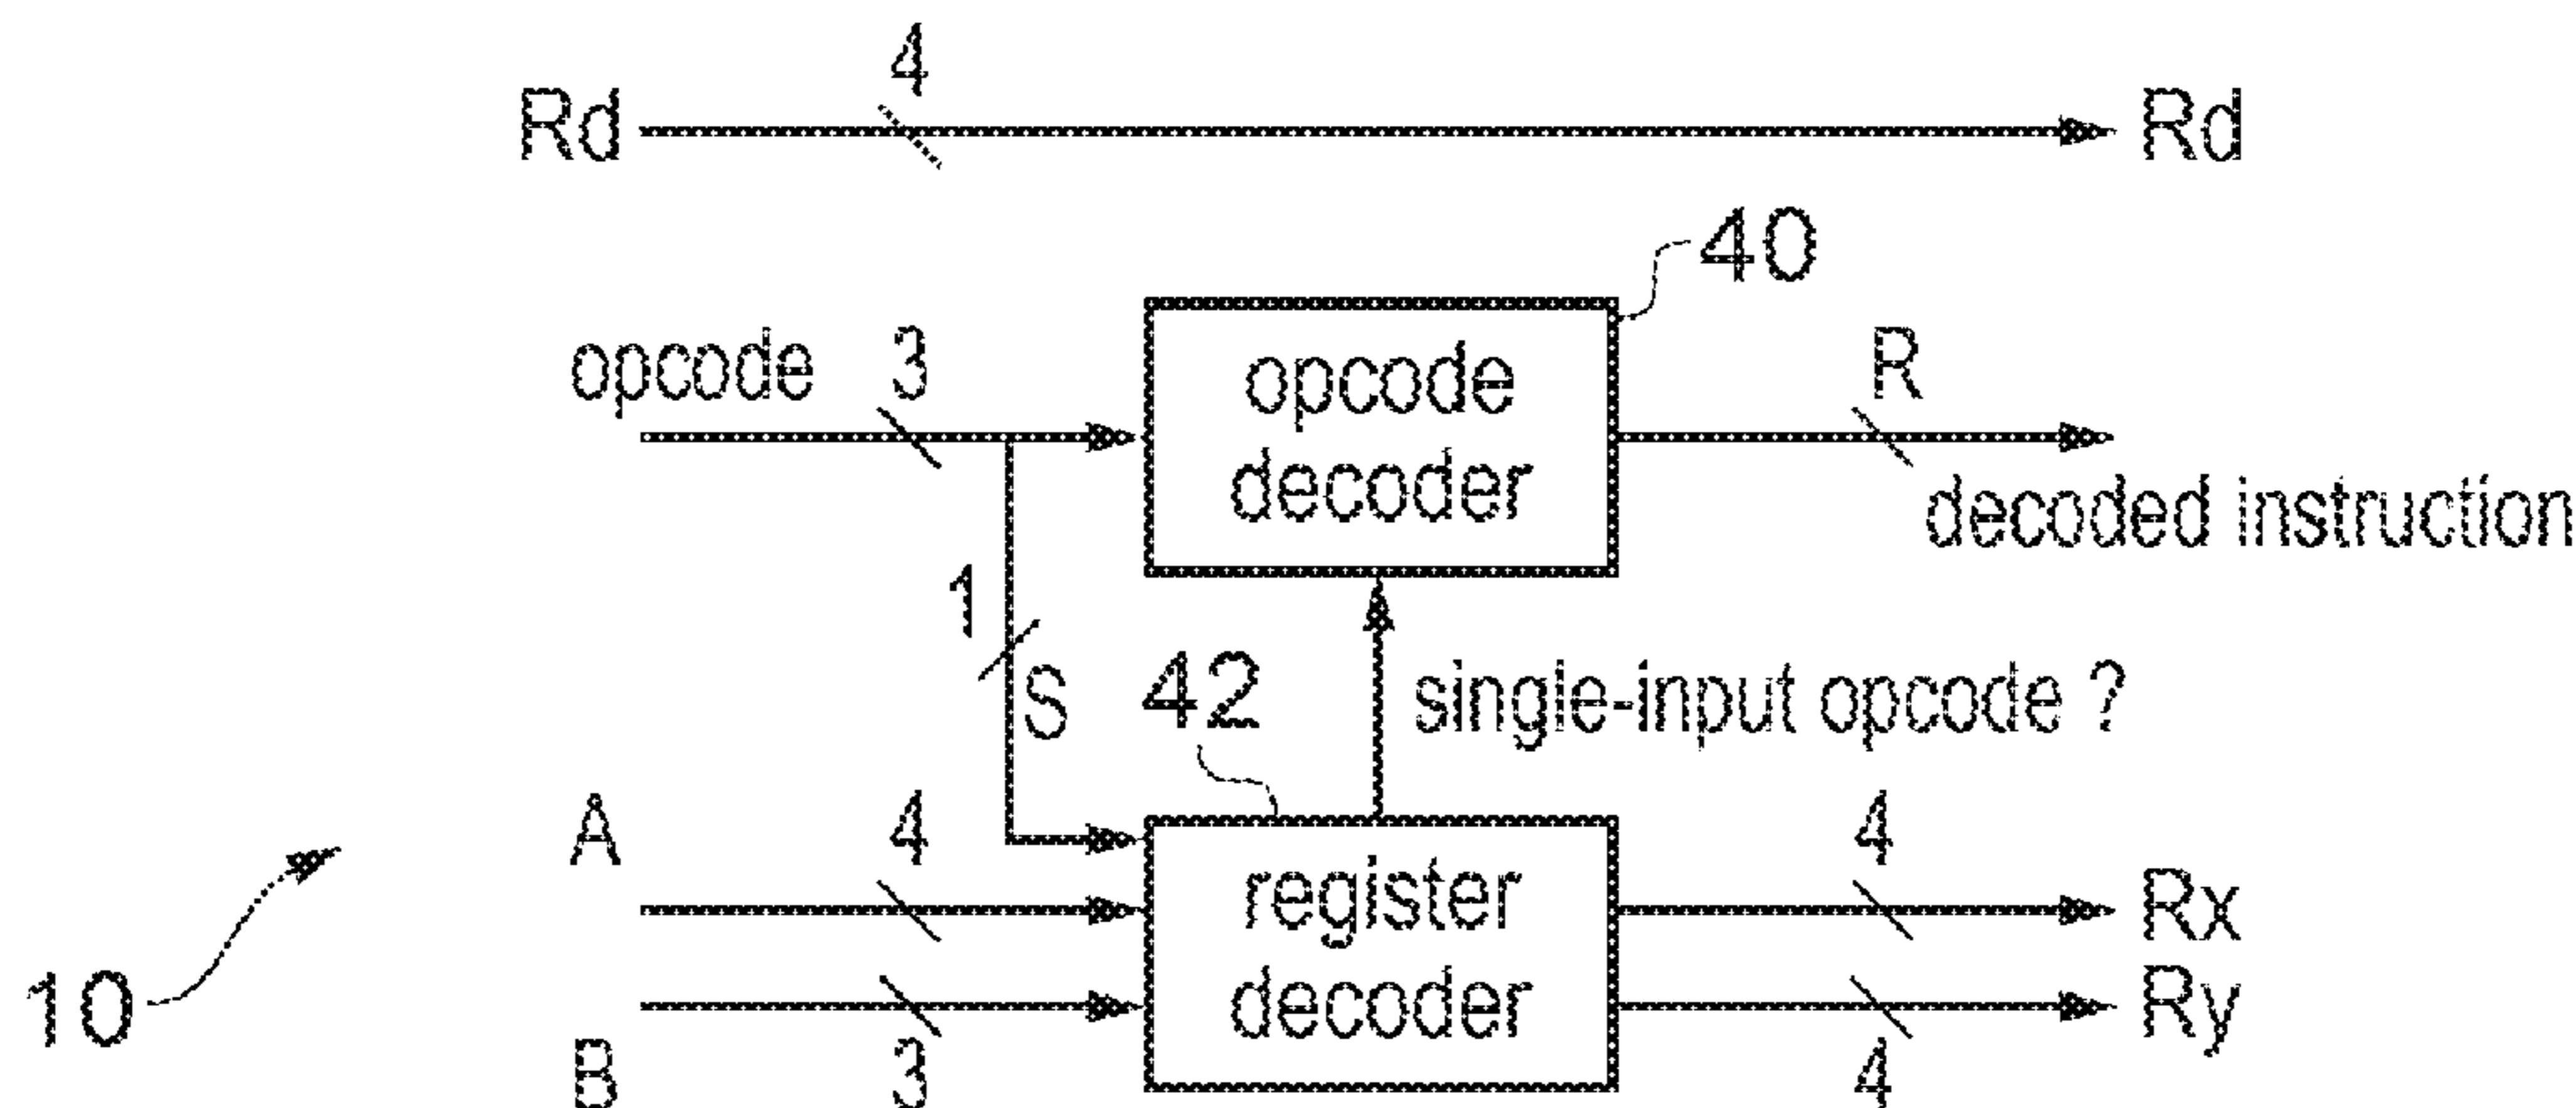 4
Rd
Rd
40
opcode
3
opcode
decoder
R
decoded instruction
1
S
42
single-input opcode ?
A
4
register
decoder
4
Rx
10
B
3
Ry
4